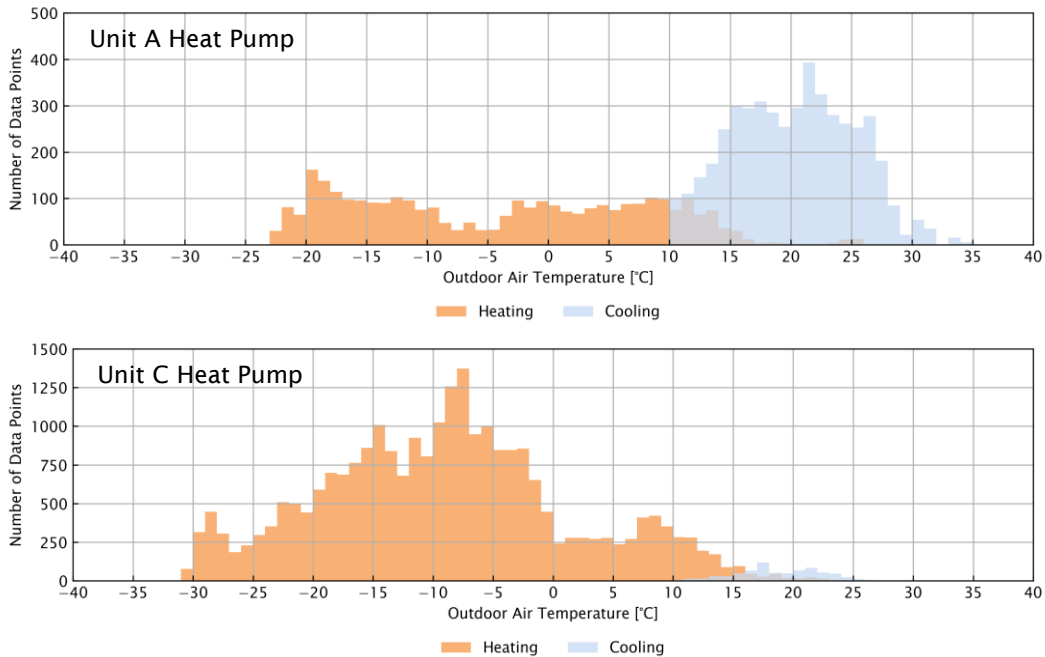 Unit A Heat Pump
Number of Data Points
500
400
300
200
100
0
−40 −35 −30 −25 −20 −15 −10 −5 0 5 10 15 20 25 30 35 40
Outdoor Air Temperature [°C]
Heating Cooling
Unit C Heat Pump
Number of Data Points
1500
1250
1000
750
500
250
0
−40 −35 −30 −25 −20 −15 −10 −5 0 5 10 15 20 25 30 35 40
Outdoor Air Temperature [°C]
Heating Cooling